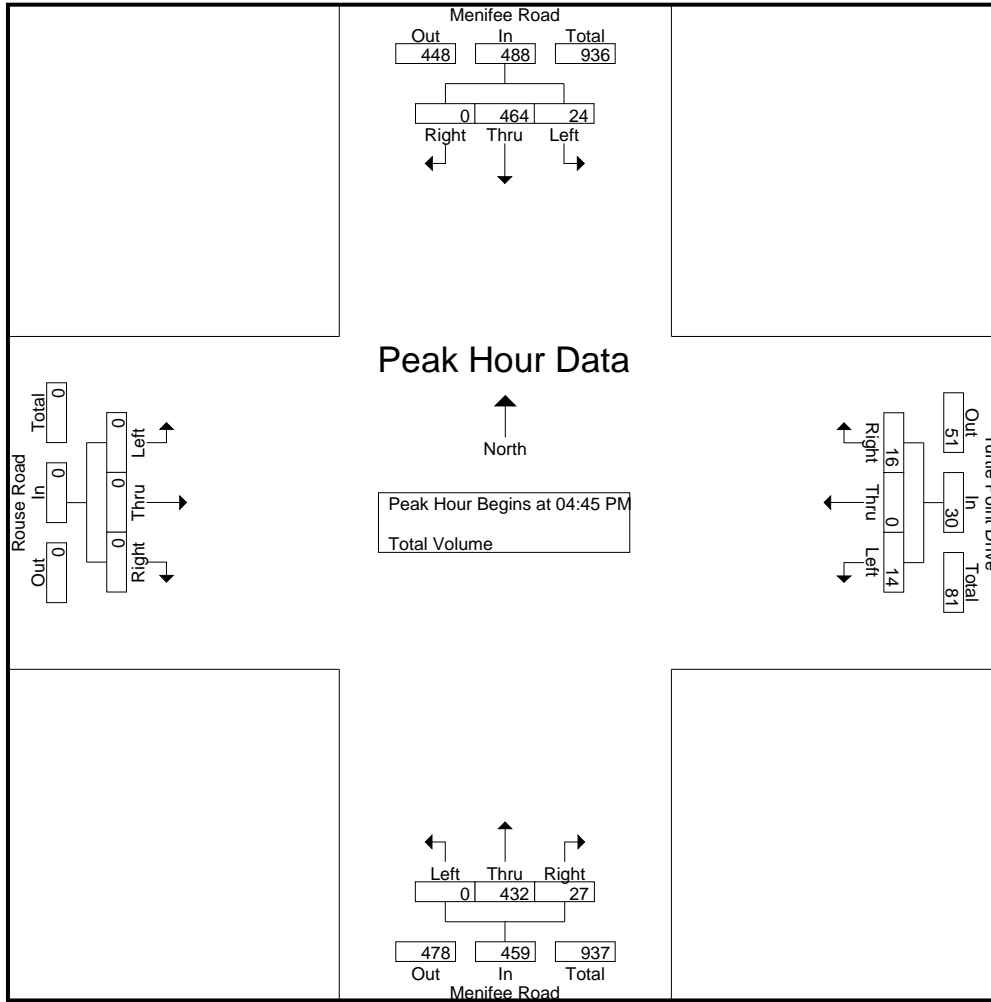 Menifee Road
Out In Total
448 488 936
0 464 24
Right Thru Left
Peak Hour Data
North
Peak Hour Begins at 04:45 PM
Total Volume
Rouse Road
Total In Out
0 0 0
0 0 0
Left Thru Right
Turtle Point Drive
Out In Total
51 30 81
16 0 14
Right Thru Left
Left Thru Right
0 432 27
478 459 937
Out In Total
Menifee Road